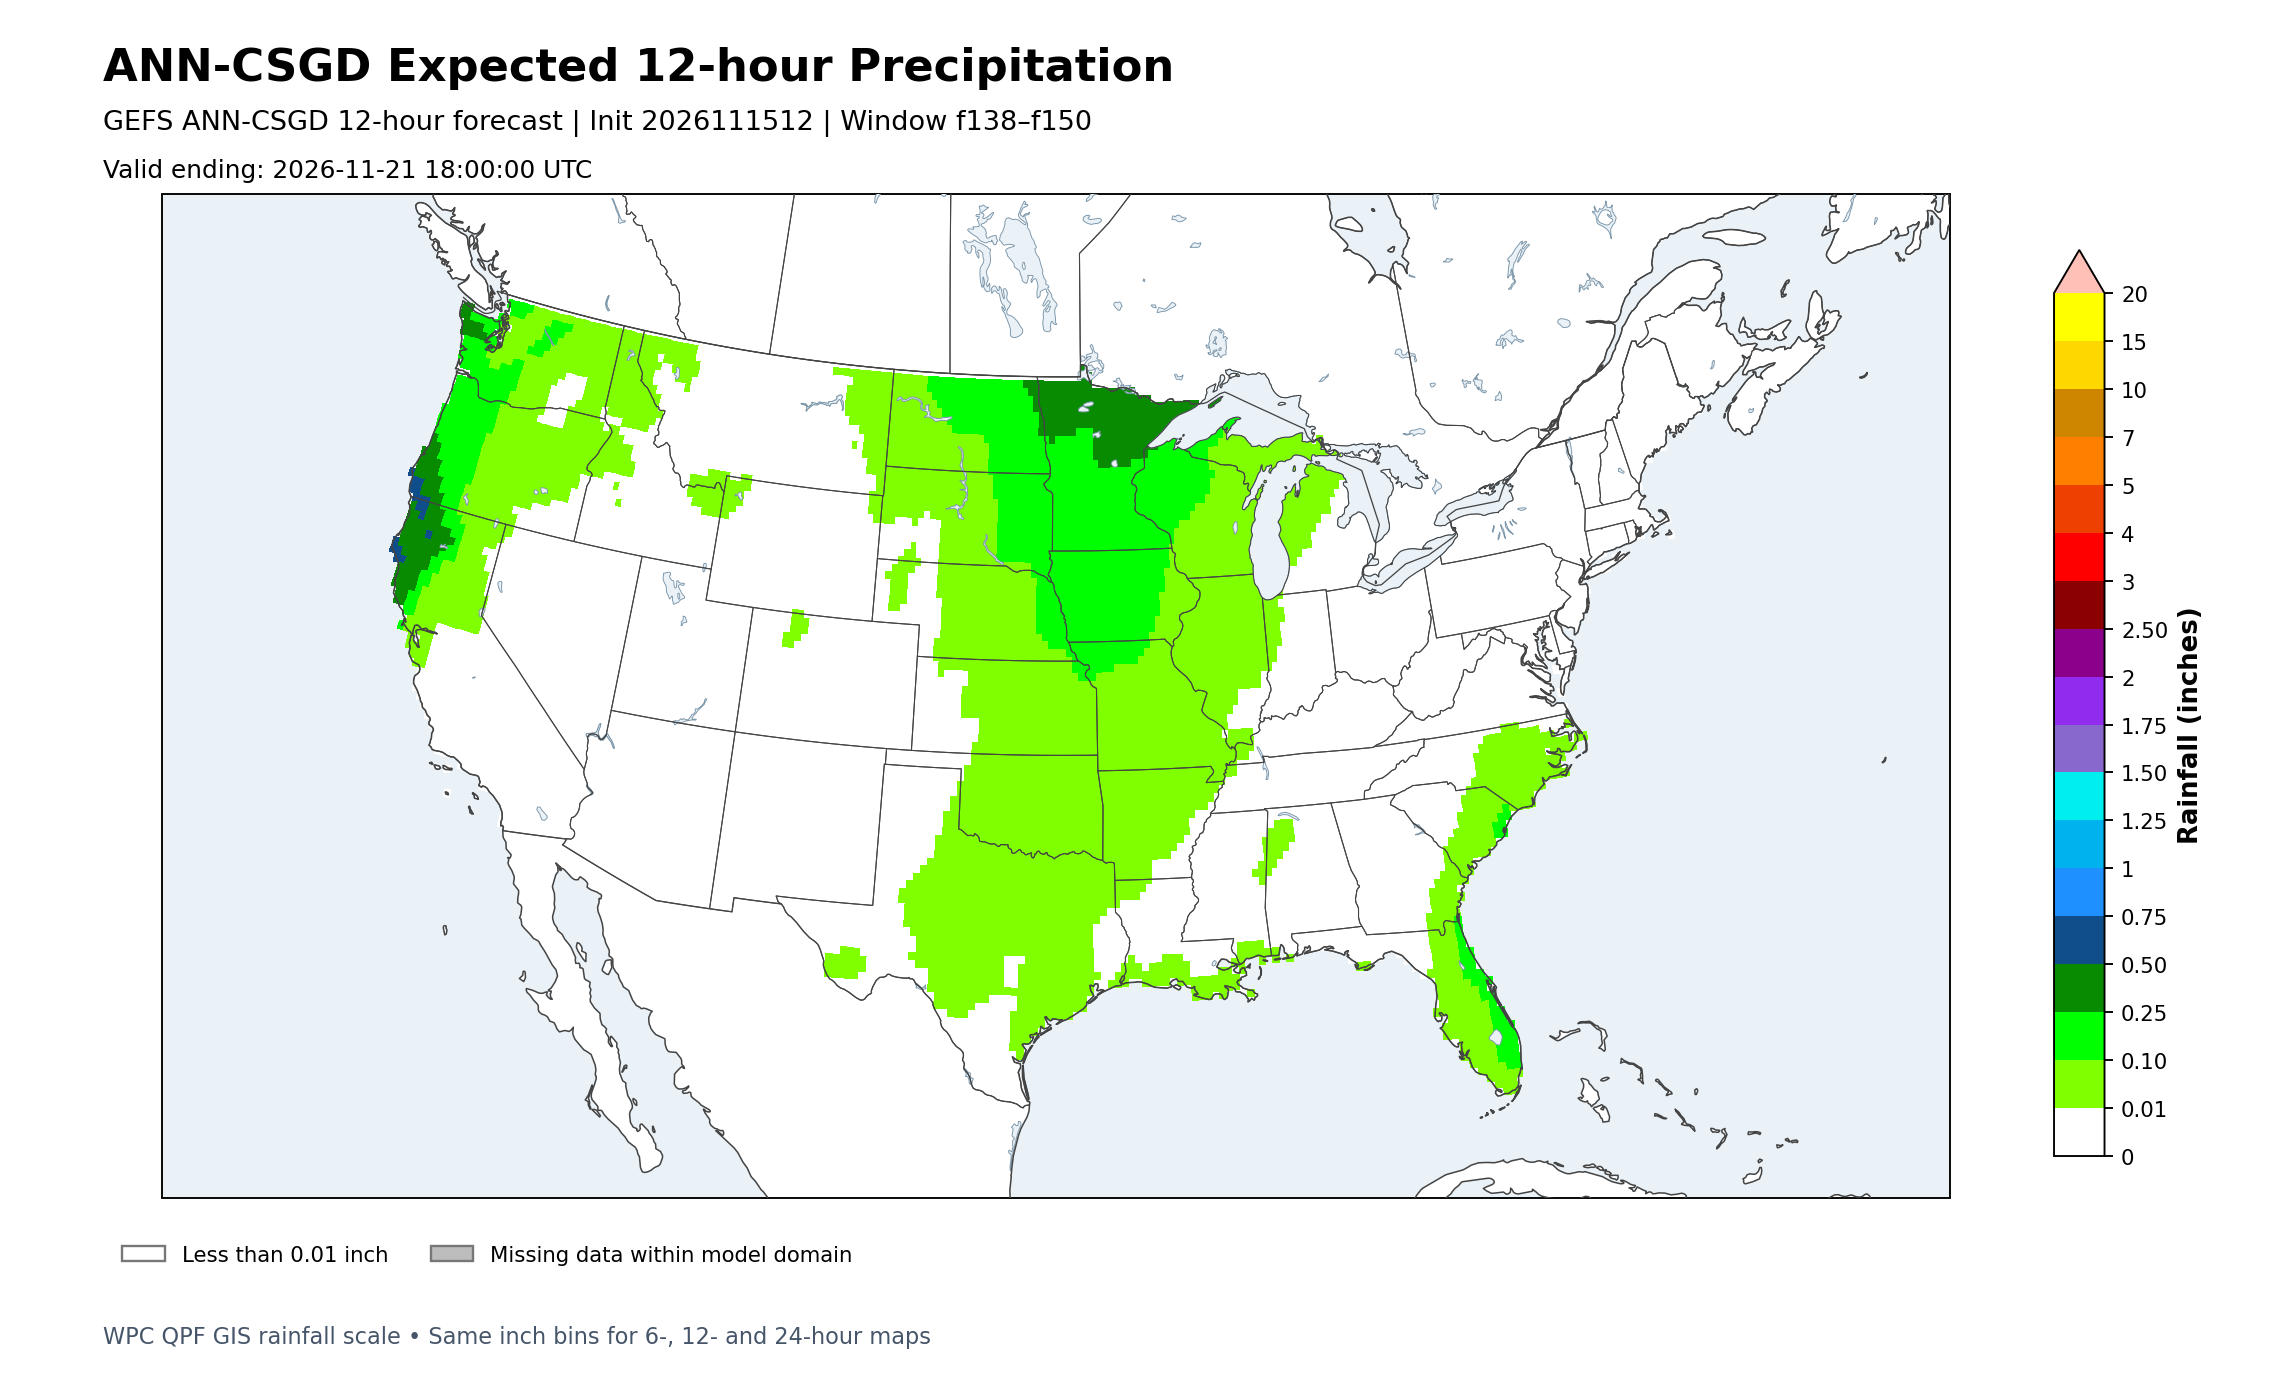 ANN-CSGD Expected 12-hour Precipitation
GEFS ANN-CSGD 12-hour forecast | Init 2026111512 | Window f138–f150
Valid ending: 2026-11-21 18:00:00 UTC
20
15
10
7
5
4
3
2.50
2
1.75
1.50
1.25
1
0.75
0.50
0.25
0.10
0.01
0
Rainfall (inches)
Less than 0.01 inch
Missing data within model domain
WPC QPF GIS rainfall scale • Same inch bins for 6-, 12- and 24-hour maps